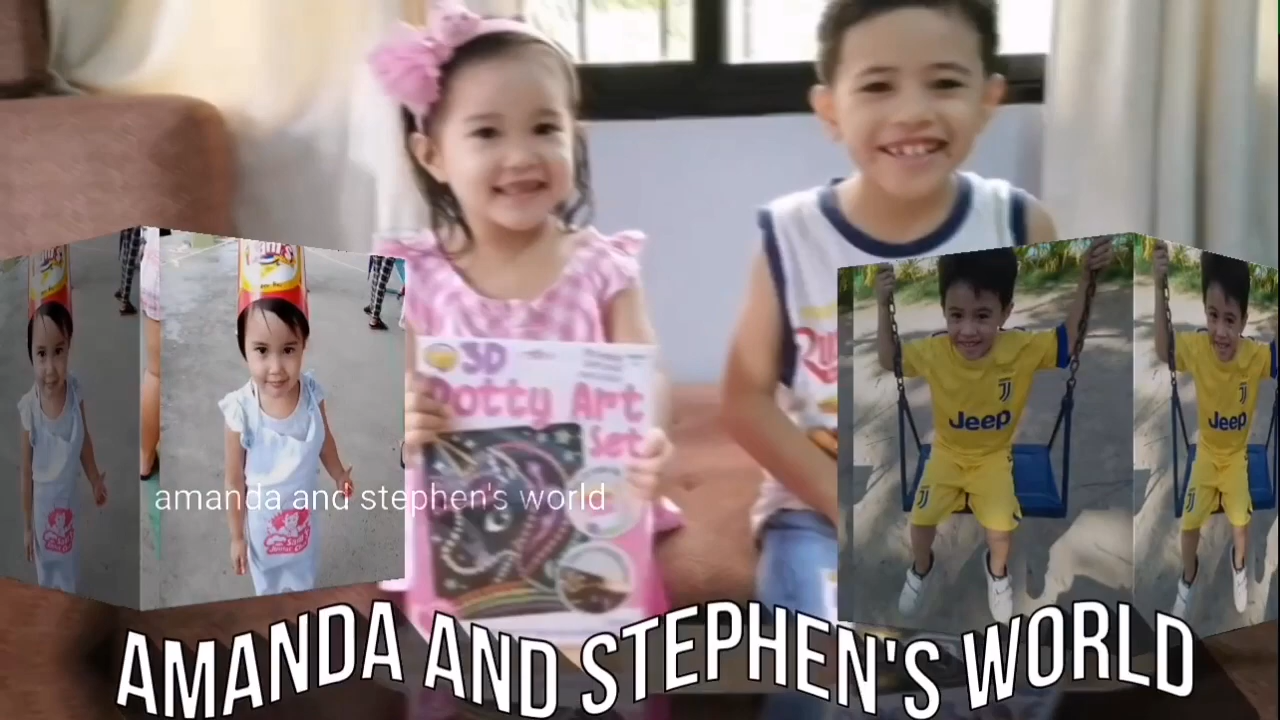 3D
Dotty Art
Set
Jeep
Jeep
amanda and stephen's world
AMANDA AND STEPHEN'S WORLD